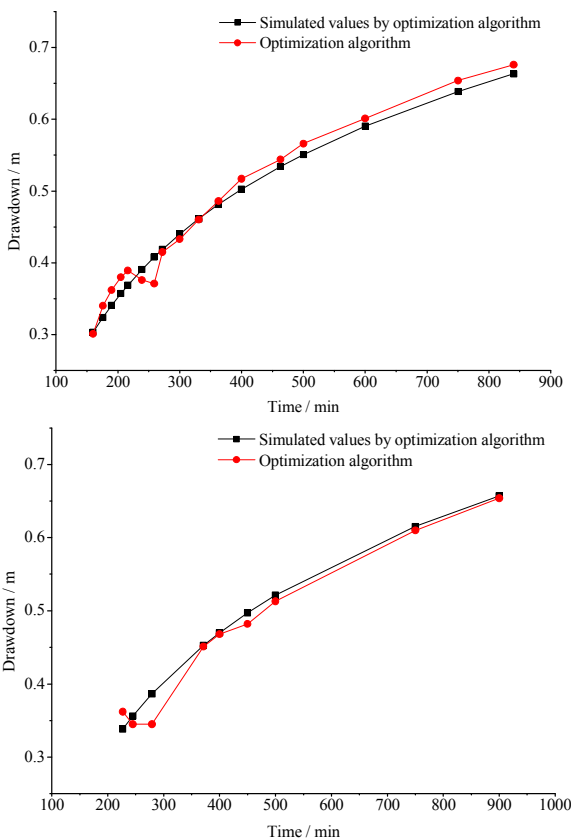 Simulated values by optimization algorithm
Optimization algorithm
0.7
0.6
0.5
0.4
0.3
Drawdown / m
100 200 300 400 500 600 700 800 900
Time / min
Simulated values by optimization algorithm
Optimization algorithm
0.7
0.6
0.5
0.4
0.3
Drawdown / m
100 200 300 400 500 600 700 800 900 1000
Time / min